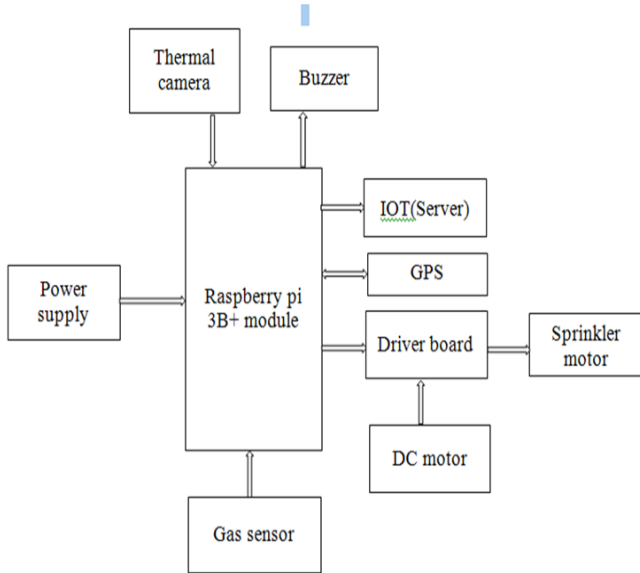 Thermal
camera
Buzzer
IOT(Server)
GPS
Power
supply
Raspberry pi
3B+ module
Driver board
Sprinkler
motor
DC motor
Gas sensor